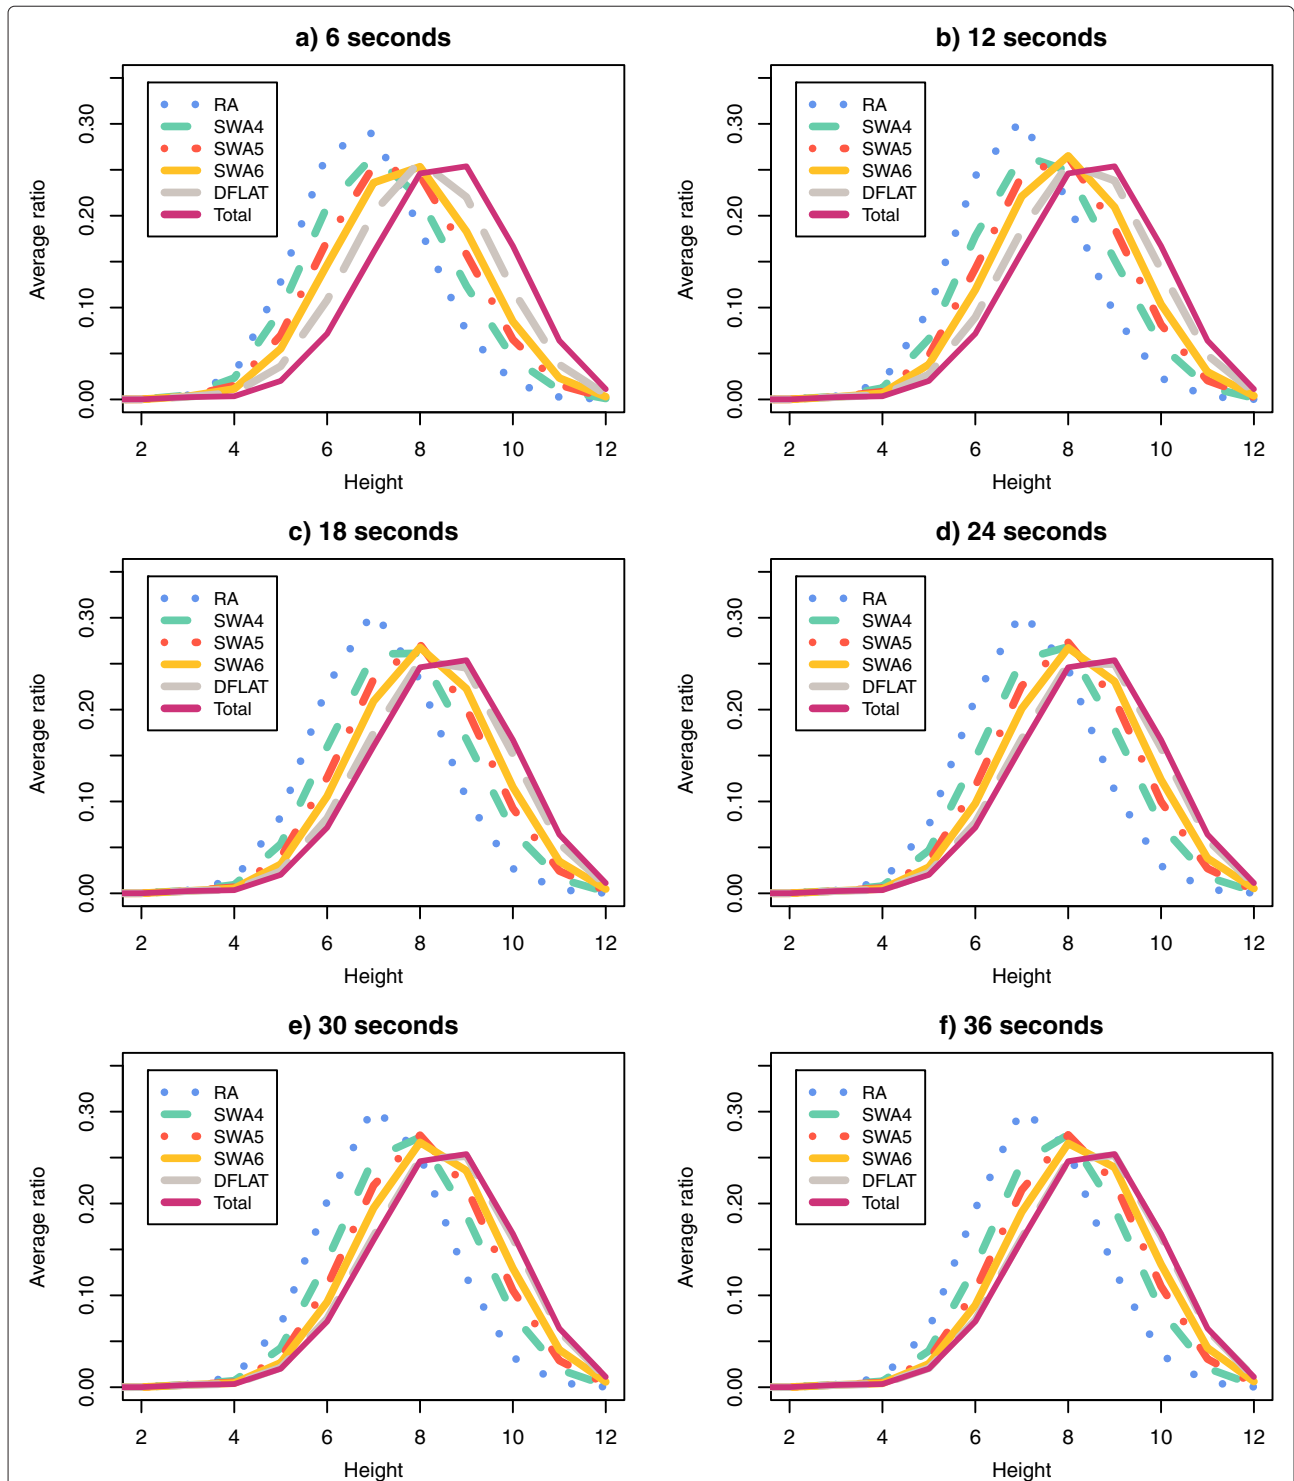 a) 6 seconds
Average ratio
0.00 0.10 0.20 0.30
RA
SWA4
SWA5
SWA6
DFLAT
Total
2 4 6 8 10 12
Height
b) 12 seconds
Average ratio
0.00 0.10 0.20 0.30
RA
SWA4
SWA5
SWA6
DFLAT
Total
2 4 6 8 10 12
Height
c) 18 seconds
Average ratio
0.00 0.10 0.20 0.30
RA
SWA4
SWA5
SWA6
DFLAT
Total
2 4 6 8 10 12
Height
d) 24 seconds
Average ratio
0.00 0.10 0.20 0.30
RA
SWA4
SWA5
SWA6
DFLAT
Total
2 4 6 8 10 12
Height
e) 30 seconds
Average ratio
0.00 0.10 0.20 0.30
RA
SWA4
SWA5
SWA6
DFLAT
Total
2 4 6 8 10 12
Height
f) 36 seconds
Average ratio
0.00 0.10 0.20 0.30
RA
SWA4
SWA5
SWA6
DFLAT
Total
2 4 6 8 10 12
Height